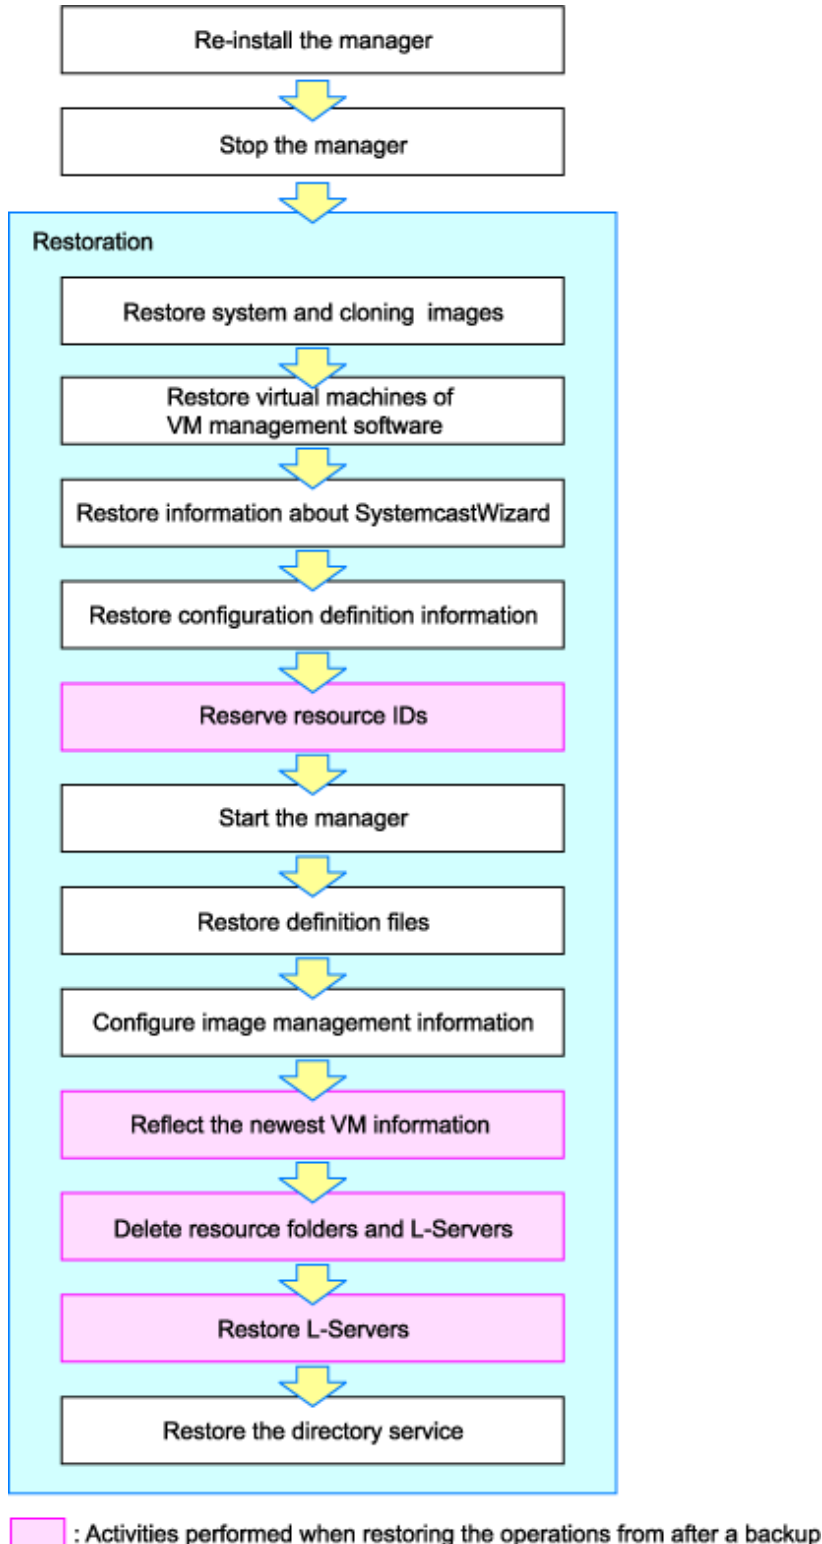 Re-install the manager
Stop the manager
Restoration
Restore system and cloning images
Restore virtual machines of
VM management software
Restore information about SystemcastWizard
Restore configuration definition information
Reserve resource IDs
Start the manager
Restore definition files
Configure image management information
Reflect the newest VM information
Delete resource folders and L-Servers
Restore L-Servers
Restore the directory service
: Activities performed when restoring the operations from after a backup